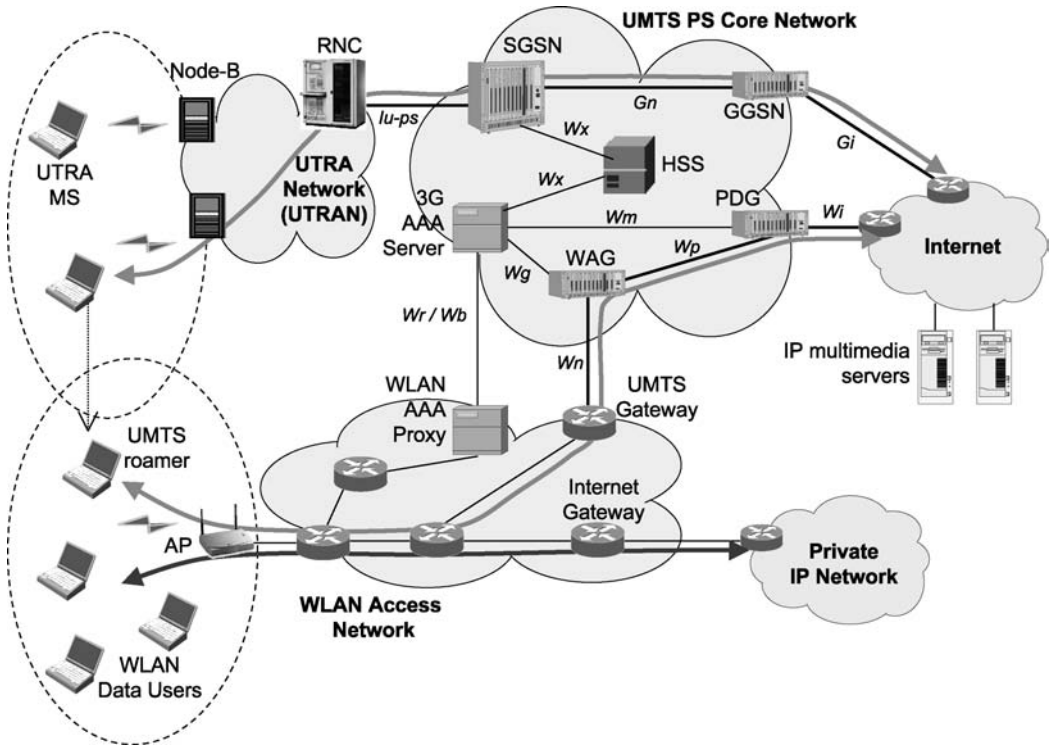 UMTS PS Core Network
RNC
SGSN
Node-B
GGSN
Gn
Iu-ps
Wx
Gi
UTRA
MS
UTRA
Network
(UTRAN)
HSS
Wx
3G
AAA
Server
PDG
Wm
Wi
Internet
WAG
Wp
Wg
Wr / Wb
IP multimedia
servers
Wn
WLAN
AAA
Proxy
UMTS
Gateway
UMTS
roamer
Internet
Gateway
AP
Private
IP Network
WLAN Access
Network
WLAN
Data Users